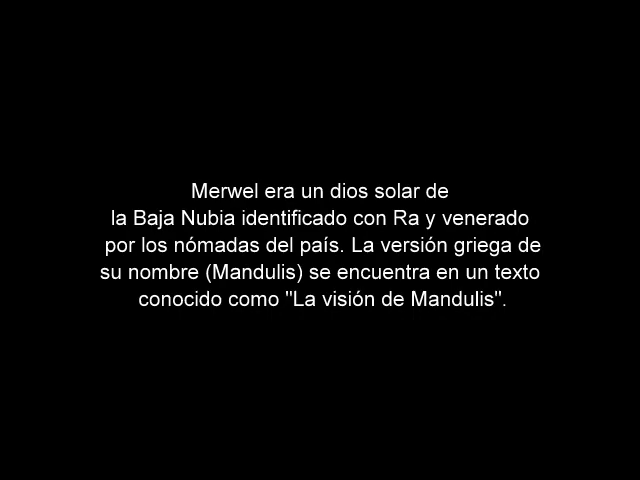 Merwel era un dios solar de
la Baja Nubia identificado con Ra y venerado
por los nómadas del país. La versión griega de
su nombre (Mandulis) se encuentra en un texto
conocido como "La visión de Mandulis".